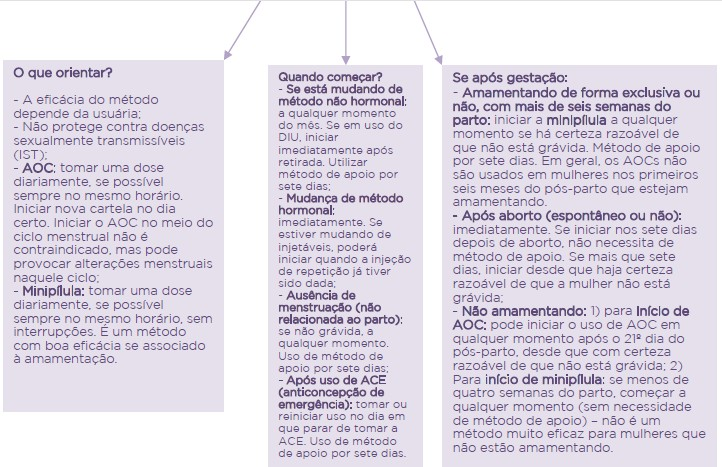 O que orientar?
- A eficácia do método
depende da usuária;
- Não protege contra doenças
sexualmente transmissíveis
(IST);
- AOC: tomar uma dose
diariamente, se possível
sempre no mesmo horário.
Iniciar nova cartela no dia
certo. Iniciar o AOC no meio do
ciclo menstrual não é
contraindicado, mas pode
provocar alterações menstruais
naquele ciclo;
- Minipílula: tomar uma dose
diariamente, se possível
sempre no mesmo horário, sem
interrupções. É um método
com boa eficácia se associado
à amamentação.
Quando começar?
- Se está mudando de
método não hormonal:
a qualquer momento
do mês. Se em uso do
DIU, iniciar
imediatamente após
retirada. Utilizar
método de apoio por
sete dias;
- Mudança de método
hormonal:
imediatamente. Se
estiver mudando de
injetáveis, poderá
iniciar quando a injeção
de repetição já tiver
sido dada;
- Ausência de
menstruação (não
relacionada ao parto):
se não grávida, a
qualquer momento.
Uso de método de
apoio por sete dias;
- Após uso de ACE
(anticoncepção de
emergência): tomar ou
reiniciar uso no dia em
que parar de tomar a
ACE. Uso de método
de apoio por sete dias.
Se após gestação:
- Amamentando de forma exclusiva ou
não, com mais de seis semanas do
parto: iniciar a minipílula a qualquer
momento se há certeza razoável de
que não está grávida. Método de apoio
por sete dias. Em geral, os AOCs não
são usados em mulheres nos primeiros
seis meses do pós-parto que estejam
amamentando.
- Após aborto (espontâneo ou não):
imediatamente. Se iniciar nos sete dias
depois de aborto, não necessita de
método de apoio. Se mais que sete
dias, iniciar desde que haja certeza
razoável de que a mulher não está
grávida;
- Não amamentando: 1) para Início de
AOC: pode iniciar o uso de AOC em
qualquer momento após o 21º dia do
pós-parto, desde que com certeza
razoável de que não está grávida; 2)
Para início de minipílula: se menos de
quatro semanas do parto, começar a
qualquer momento (sem necessidade
de método de apoio) – não é um
método muito eficaz para mulheres que
não estão amamentando.